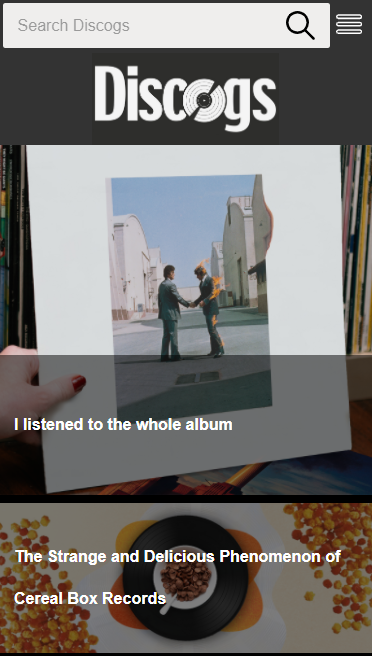 Search Discogs
Discogs
I listened to the whole album
The Strange and Delicious Phenomenon of
Cereal Box Records